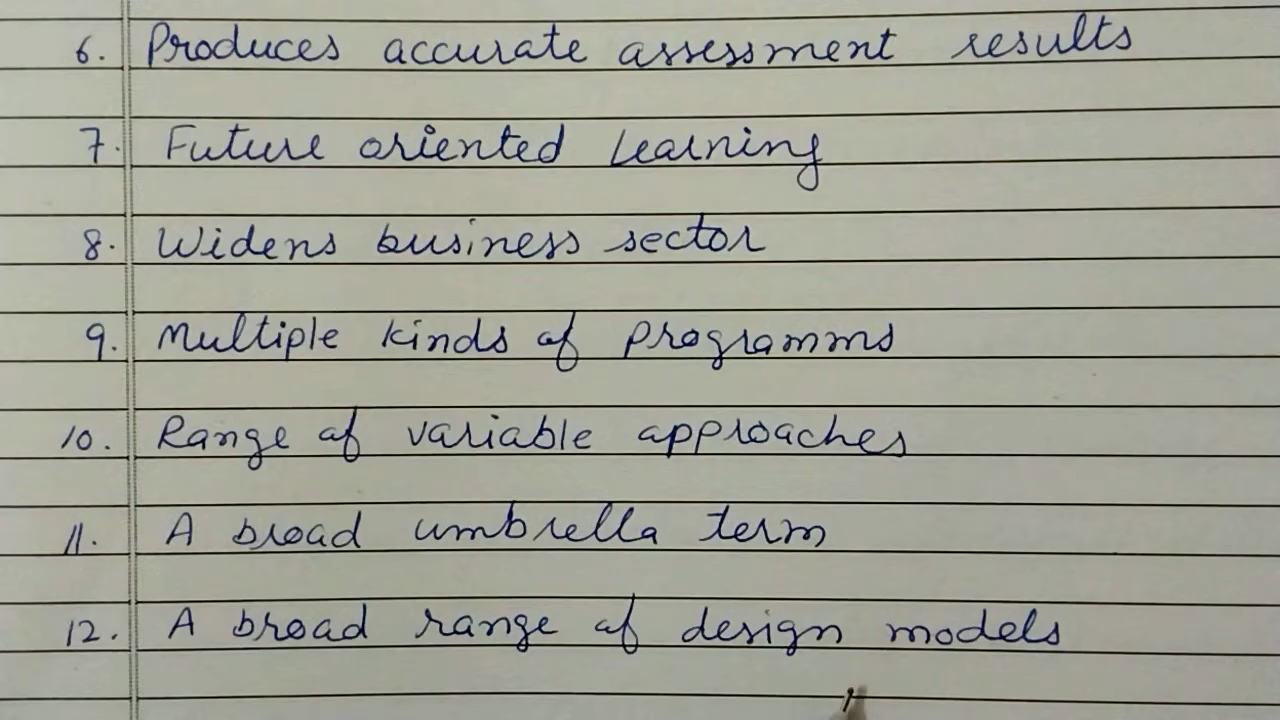 6. Produces accurate assessment results
7. Future oriented Learning
8. Widens business sector
9. Multiple kinds of programms
10. Range of variable approaches
11. A broad umbrella term
12. A broad range of design models